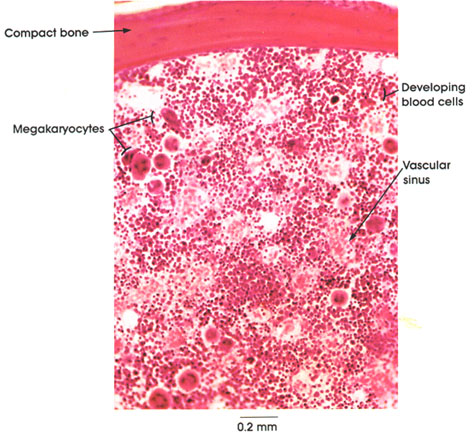 Compact bone
Developing
blood cells
Megakaryocytes
Vascular
sinus
0.2 mm